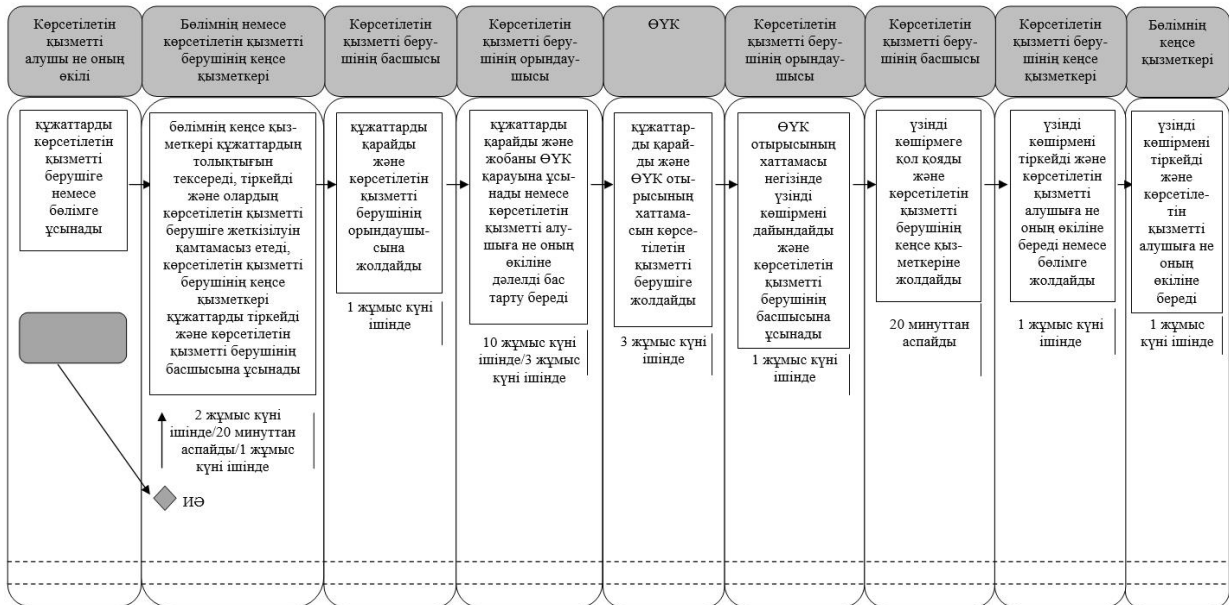 Көрсетілетін
қызметті
алушы не оның
өкілі
Бөлімнің немесе
көрсетілетін қызметті
берушінің кеңсе
қызметкері
Көрсетілетін
қызметті беру-
шінің басшысы
Көрсетілетін
қызметті беру-
шінің орындау-
шысы
ӨҮК
Көрсетілетін
қызметті беру-
шінің орындау-
шысы
Көрсетілетін
қызметті беру-
шінің басшысы
Көрсетілетін
қызметті беру-
шінің кеңсе
қызметкері
Бөлімнің
кеңсе
қызметкері
құжаттарды
көрсетілетін
қызметті
берушіге
немесе
бөлімге
ұсынады
бөлімнің кеңсе қыз-
меткері құжаттардың
толықтығын
тексереді, тіркейді
және олардың
көрсетілетін қызметті
берушіге жеткізілуін
қамтамасыз етеді,
көрсетілетін қызметті
берушінің кеңсе
қызметкері
құжаттарды тіркейді
және көрсетілетін
қызметті берушінің
басшысына ұсынады
2 жұмыс күні
ішінде/20 минуттан
аспайды/1 жұмыс
күні ішінде
ИӘ
құжаттарды
қарайды
және
көрсетілетін
қызметті
берушінің
орындаушы-
сына
жолдайды
1 жұмыс күні
ішінде
құжаттарды
қарайды және
жобаны ӨҮК
қарауына ұсы-
нады немесе
көрсетілетін
қызметті алу-
шыға не оның
өкіліне
дәлелді бас
тарту береді
10 жұмыс күні
ішінде/3 жұмыс
күні ішінде
құжаттар-
ды қарай-
ды және
ӨҮК оты-
рысының
хаттама-
сын көрсе-
тілетін
қызметті
берушіге
жолдайды
3 жұмыс күні
ішінде
ӨҮК
отырысының
хаттамасы
негізінде
үзінді
көшірмені
дайындайды
және
көрсетілетін
қызметті
берушінің
басшысына
ұсынады
1 жұмыс күні
ішінде
үзінді
көшірмеге
қол қояды
және
көрсетілетін
қызметті
берушінің
кеңсе қыз-
меткеріне
жолдайды
20 минуттан
аспайды
үзінді
көшірмені
тіркейді және
көрсетілетін
қызметті
алушыға не
оның өкіліне
береді немесе
бөлімге
жолдайды
1 жұмыс күні
ішінде
үзінді
көшірмені
тіркейді
және
көрсетіле-
тін
қызметті
алушыға не
оның
өкіліне
береді
1 жұмыс
күні ішінде